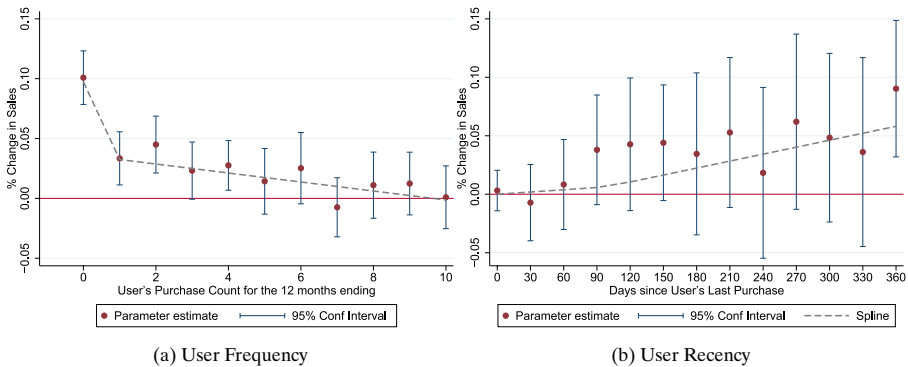 0.15
0.10
0.05
0.00
−0.05
% Change in Sales
0 2 4 6 8 10
User's Purchase Count for the 12 months ending
Parameter estimate 95% Conf Interval
(a) User Frequency
0.15
0.10
0.05
0.00
−0.05
% Change in Sales
0 30 60 90 120 150 180 210 240 270 300 330 360
Days since User's Last Purchase
Parameter estimate 95% Conf Interval Spline
(b) User Recency